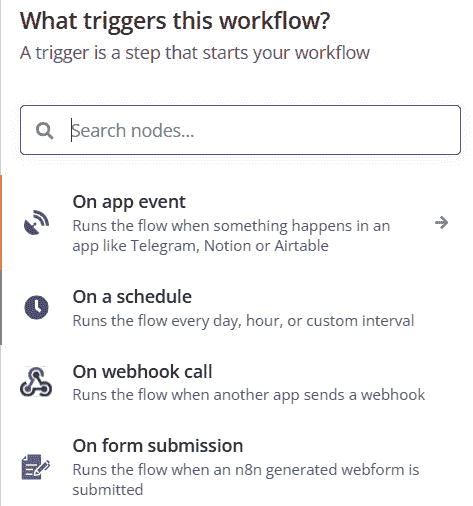 What triggers this workflow?
A trigger is a step that starts your workflow
Search nodes...
On app event
Runs the flow when something happens in an
app like Telegram, Notion or Airtable
On a schedule
Runs the flow every day, hour, or custom interval
On webhook call
Runs the flow when another app sends a webhook
On form submission
Runs the flow when an n8n generated webform is
submitted